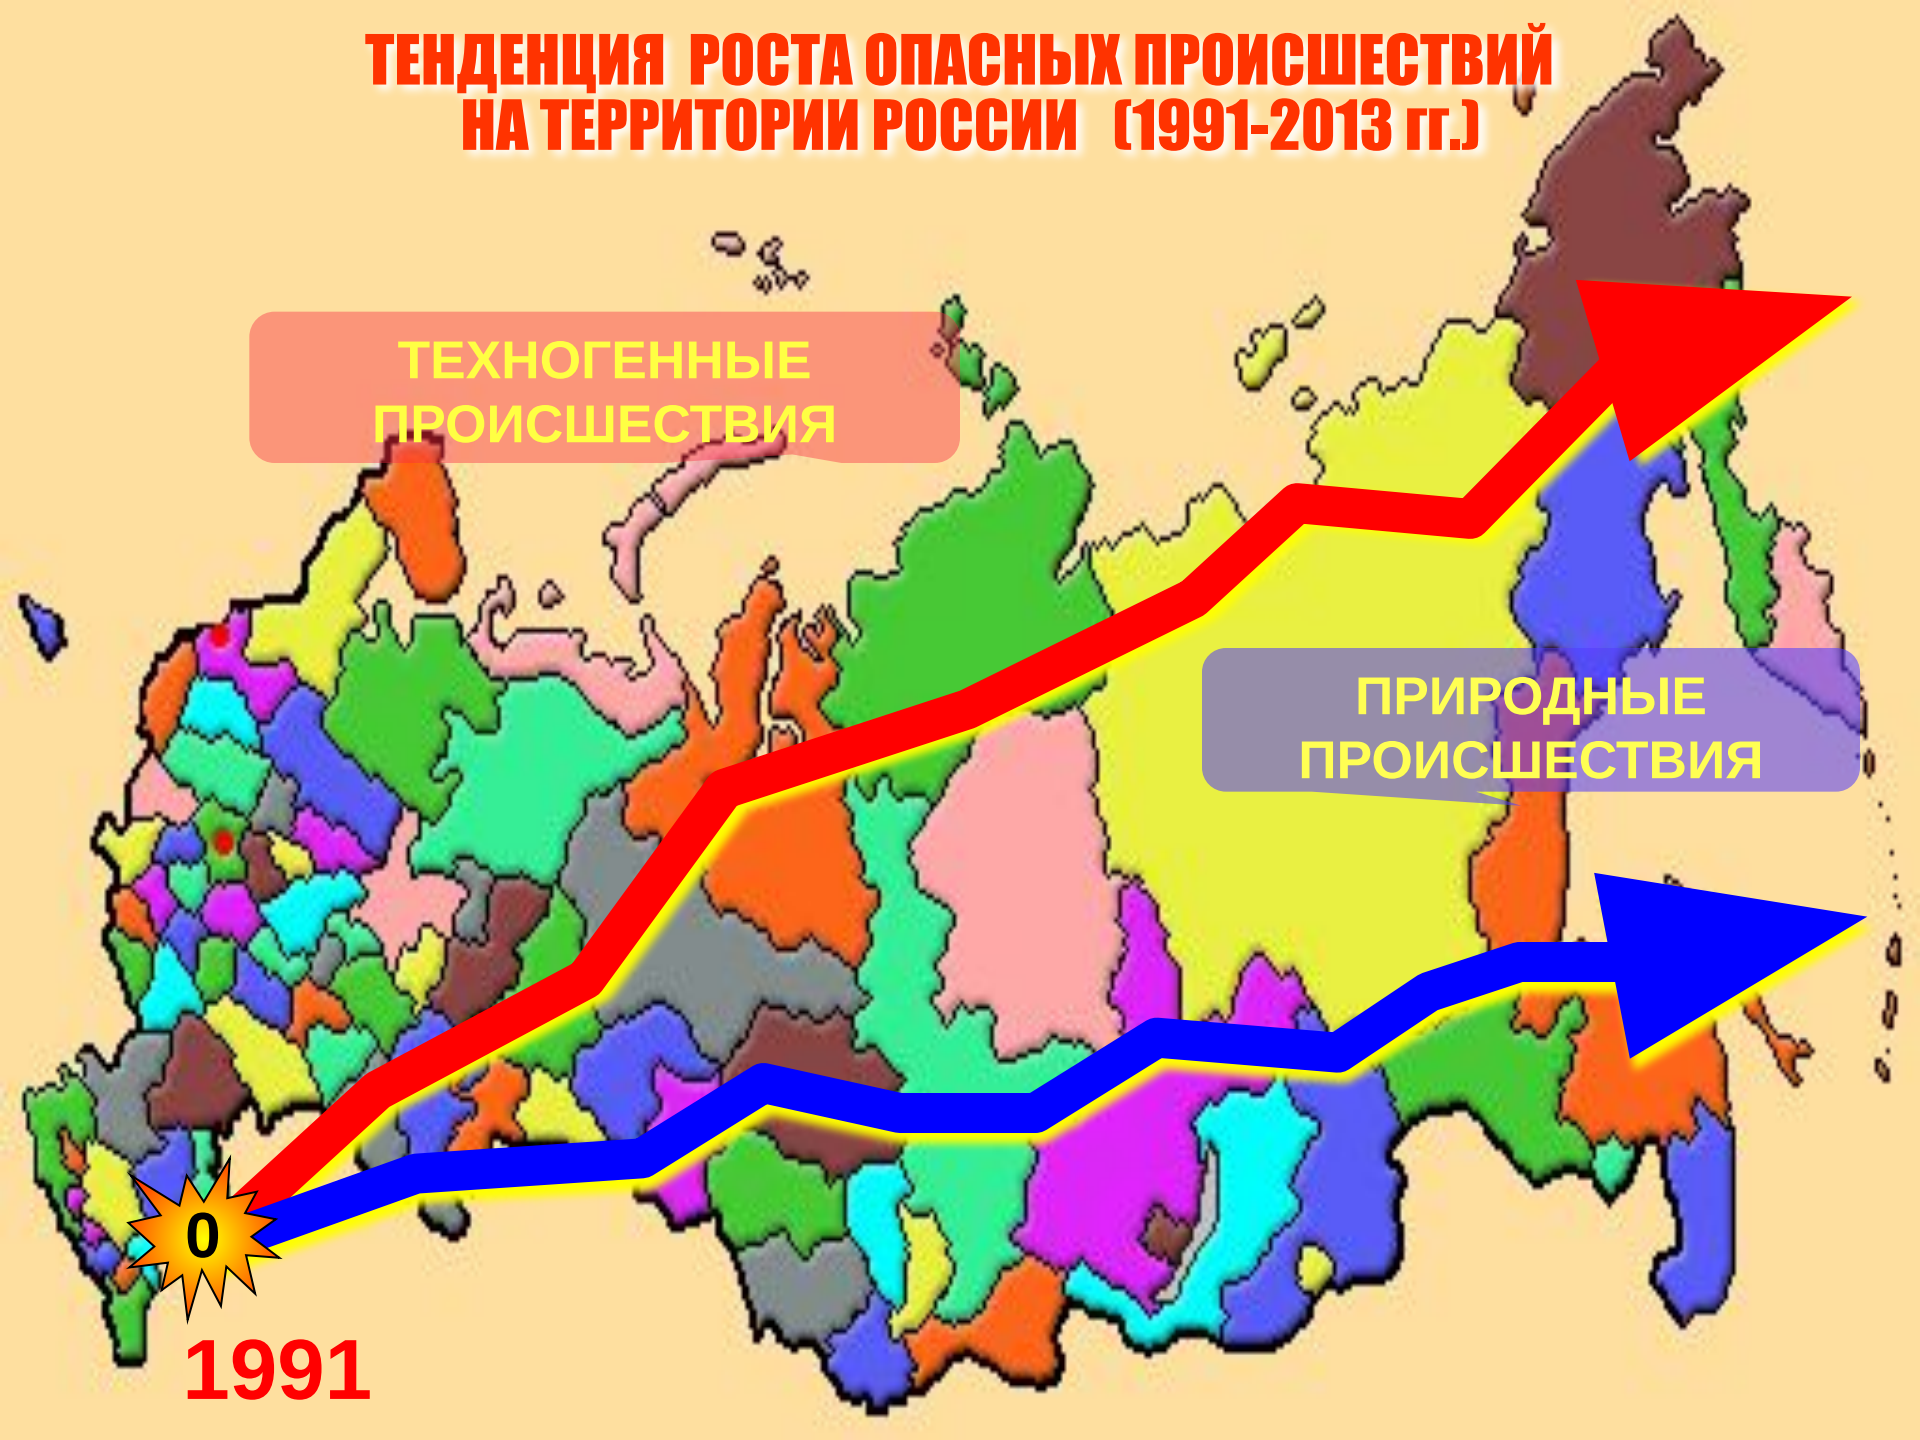 ТЕНДЕНЦИЯ РОСТА ОПАСНЫХ ПРОИСШЕСТВИЙ
НА ТЕРРИТОРИИ РОССИИ (1991-2013 гг.)
ТЕХНОГЕННЫЕ
ПРОИСШЕСТВИЯ
ПРИРОДНЫЕ
ПРОИСШЕСТВИЯ
0
1991